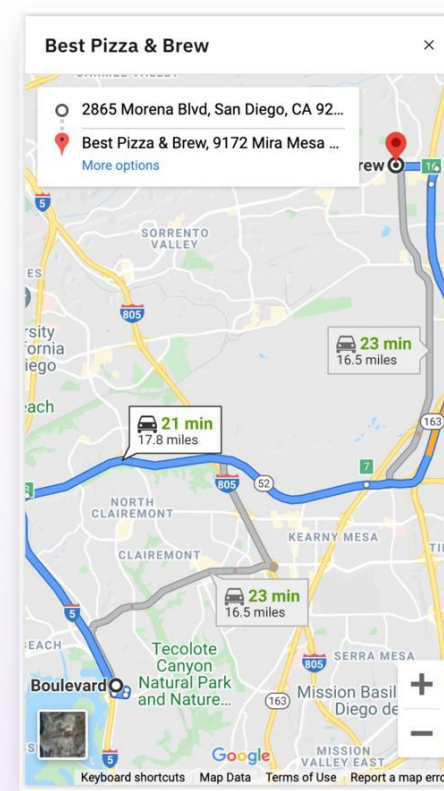 Best Pizza & Brew
2865 Morena Blvd, San Diego, CA 92...
Best Pizza & Brew, 9172 Mira Mesa ...
More options
rew
16
5
SORRENTO
VALLEY
ES
805
rsity
fornia
iego
23 min
16.5 miles
each
21 min
17.8 miles
163
7
805
52
NORTH
CLAIREMONT
KEARNY MESA
CLAIREMONT
TI
23 min
16.5 miles
5
EACH
Tecolote
Canyon
Natural Park
and Nature...
805
SERRA MESA
Boulevard
163
Mission Basil
Diego de
5
Google
MISSION
VALLEY EAST
Keyboard shortcuts Map Data Terms of Use Report a map erro